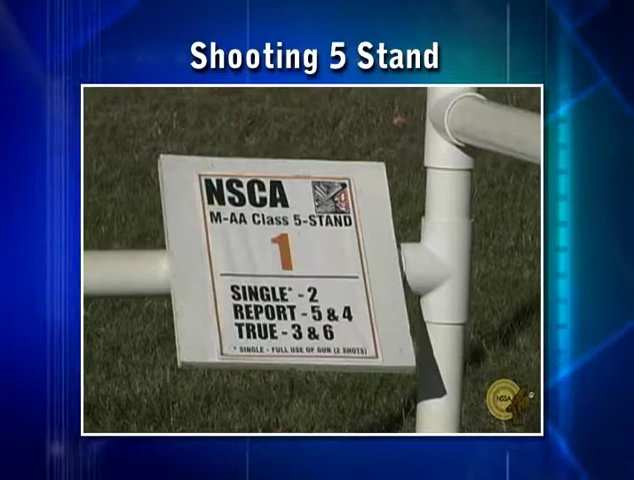 Shooting 5 Stand
NSCA
M-AA Class 5-STAND
1
SINGLE* - 2
REPORT - 5 & 4
TRUE - 3 & 6
* SINGLE - FULL USE OF GUN (2 SHOTS)
NSSA